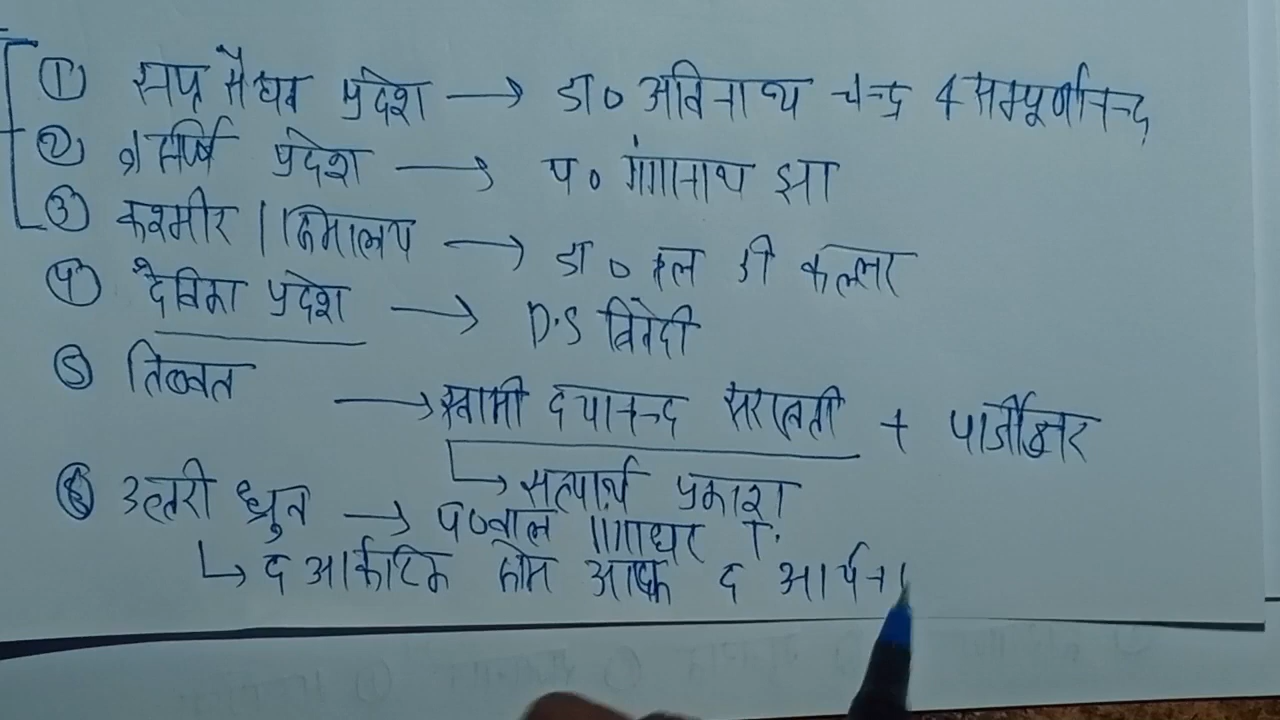 ① सप्त सैंधव प्रदेश → डा० अविनाश चन्द्र & सम्पूर्णानन्द
② ब्रह्मर्षि प्रदेश → प० गंगानाथ झा
③ कश्मीर | हिमालय → डा० एल डी कल्लर
④ देविका प्रदेश → D.S त्रिवेदी
⑤ तिब्बत → स्वामी दयानन्द सरस्वती + पार्जीटर
↳ सत्यार्थ प्रकाश
⑥ उत्तरी ध्रुव → प० बाल गंगाधर T.
↳ द आर्कटिक होम आफ द आर्यन